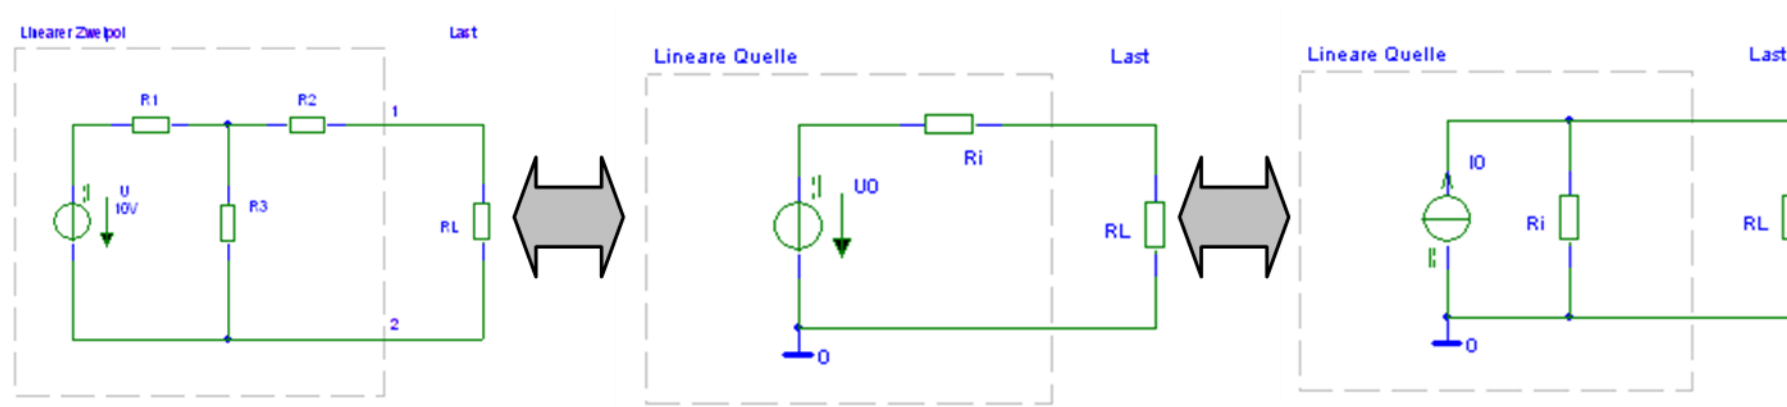 Linearer Zweipol
Last
R1
R2
1
U
10V
R3
RL
2
Lineare Quelle
Last
Ri
U0
RL
0
Lineare Quelle
Last
I0
Ri
RL
0